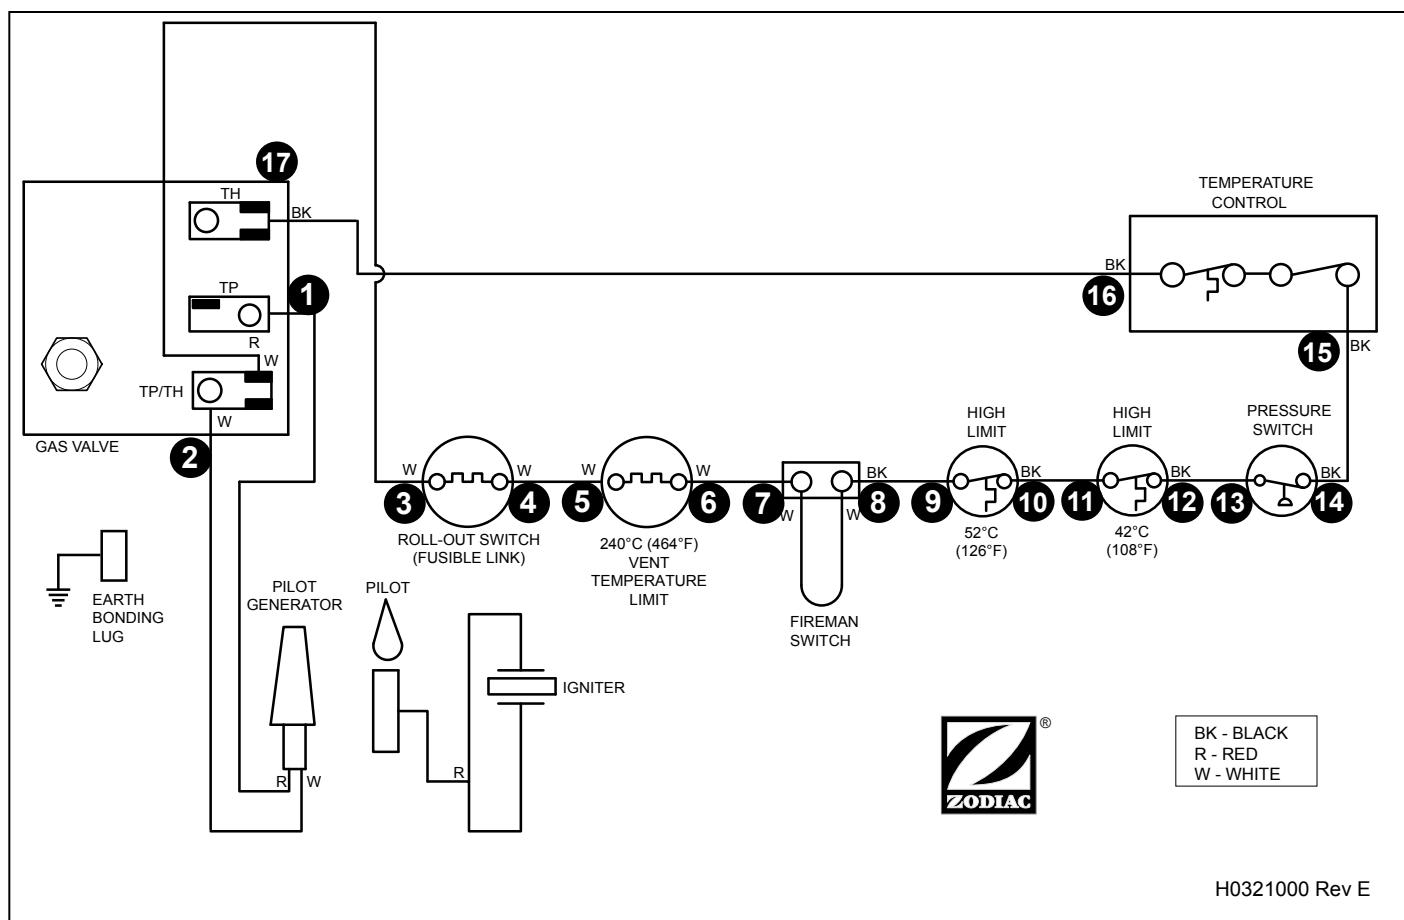 17
TH
BK
TP
1
R
W
TP/TH
W
GAS VALVE
2
TEMPERATURE
CONTROL
BK
16
15
BK
W
3
W
4
ROLL-OUT SWITCH
(FUSIBLE LINK)
W
5
W
6
240°C (464°F)
VENT
TEMPERATURE
LIMIT
7
W
W
BK
8
FIREMAN
SWITCH
HIGH
LIMIT
9
BK
10
52°C
(126°F)
HIGH
LIMIT
11
BK
12
42°C
(108°F)
PRESSURE
SWITCH
13
BK
14
EARTH
BONDING
LUG
PILOT
GENERATOR
R
W
PILOT
R
IGNITER
ZODIAC
®
BK - BLACK
R - RED
W - WHITE
H0321000 Rev E